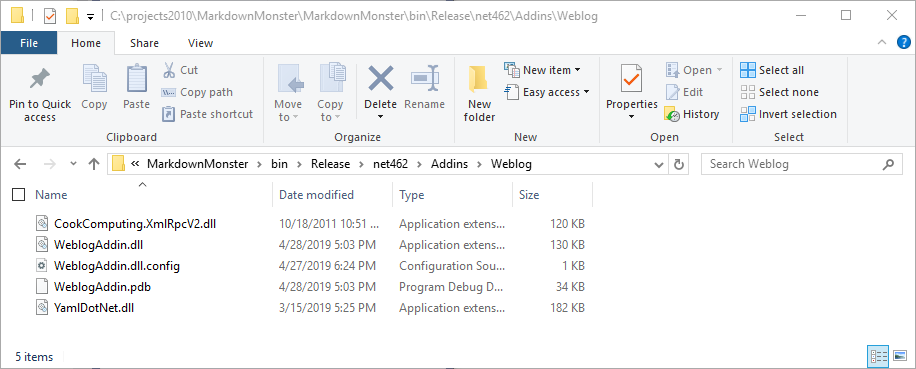 C:\projects2010\MarkdownMonster\MarkdownMonster\bin\Release\net462\Addins\Weblog
File Home Share View
Pin to Quick access
Copy
Paste
Cut
Copy path
Paste shortcut
Clipboard
Move to
Copy to
Delete
Rename
Organize
New folder
New item
Easy access
New
Properties
Open
Edit
History
Open
Select all
Select none
Invert selection
Select
« MarkdownMonster > bin > Release > net462 > Addins > Weblog
Search Weblog
Name Date modified Type Size
CookComputing.XmlRpcV2.dll 10/18/2011 10:51 ... Application extens... 120 KB
WeblogAddin.dll 4/28/2019 5:03 PM Application extens... 130 KB
WeblogAddin.dll.config 4/27/2019 6:24 PM Configuration Sou... 1 KB
WeblogAddin.pdb 4/28/2019 5:03 PM Program Debug D... 34 KB
YamlDotNet.dll 3/15/2019 5:25 PM Application extens... 182 KB
5 items